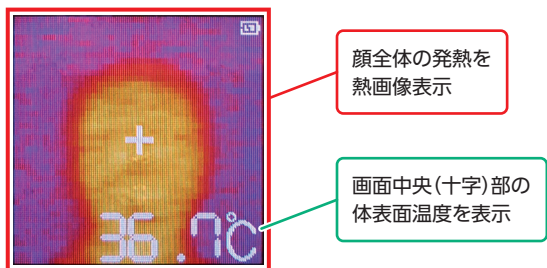 顔全体の発熱を
熱画像表示
画面中央(十字)部の
体表面温度を表示
36.7℃